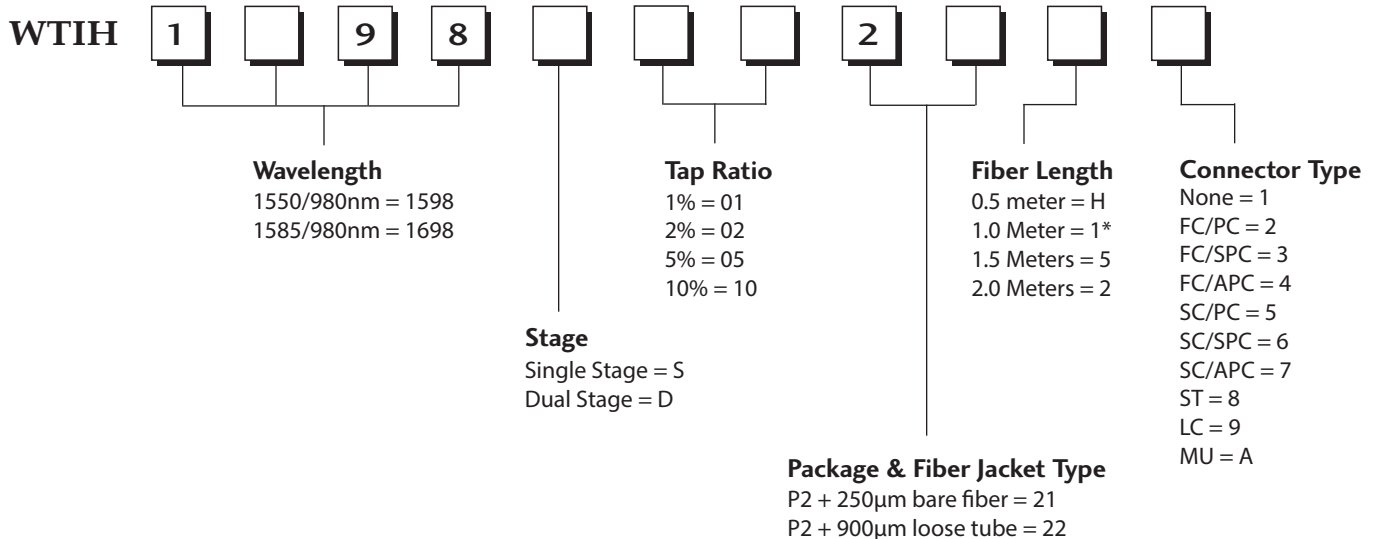 WTIH 1 9 8 2
Wavelength
1550/980nm = 1598
1585/980nm = 1698
Stage
Single Stage = S
Dual Stage = D
Tap Ratio
1% = 01
2% = 02
5% = 05
10% = 10
Package & Fiber Jacket Type
P2 + 250μm bare fiber = 21
P2 + 900μm loose tube = 22
Fiber Length
0.5 meter = H
1.0 Meter = 1*
1.5 Meters = 5
2.0 Meters = 2
Connector Type
None = 1
FC/PC = 2
FC/SPC = 3
FC/APC = 4
SC/PC = 5
SC/SPC = 6
SC/APC = 7
ST = 8
LC = 9
MU = A